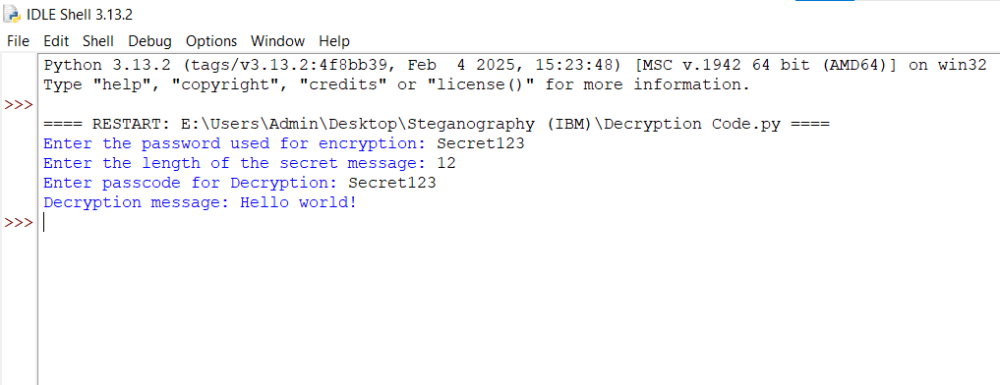 IDLE Shell 3.13.2
File Edit Shell Debug Options Window Help
Python 3.13.2 (tags/v3.13.2:4f8bb39, Feb  4 2025, 15:23:48) [MSC v.1942 64 bit (AMD64)] on win32
Type "help", "copyright", "credits" or "license()" for more information.
>>>
==== RESTART: E:\Users\Admin\Desktop\Steganography (IBM)\Decryption Code.py ====
Enter the password used for encryption: Secret123
Enter the length of the secret message: 12
Enter passcode for Decryption: Secret123
Decryption message: Hello world!
>>>